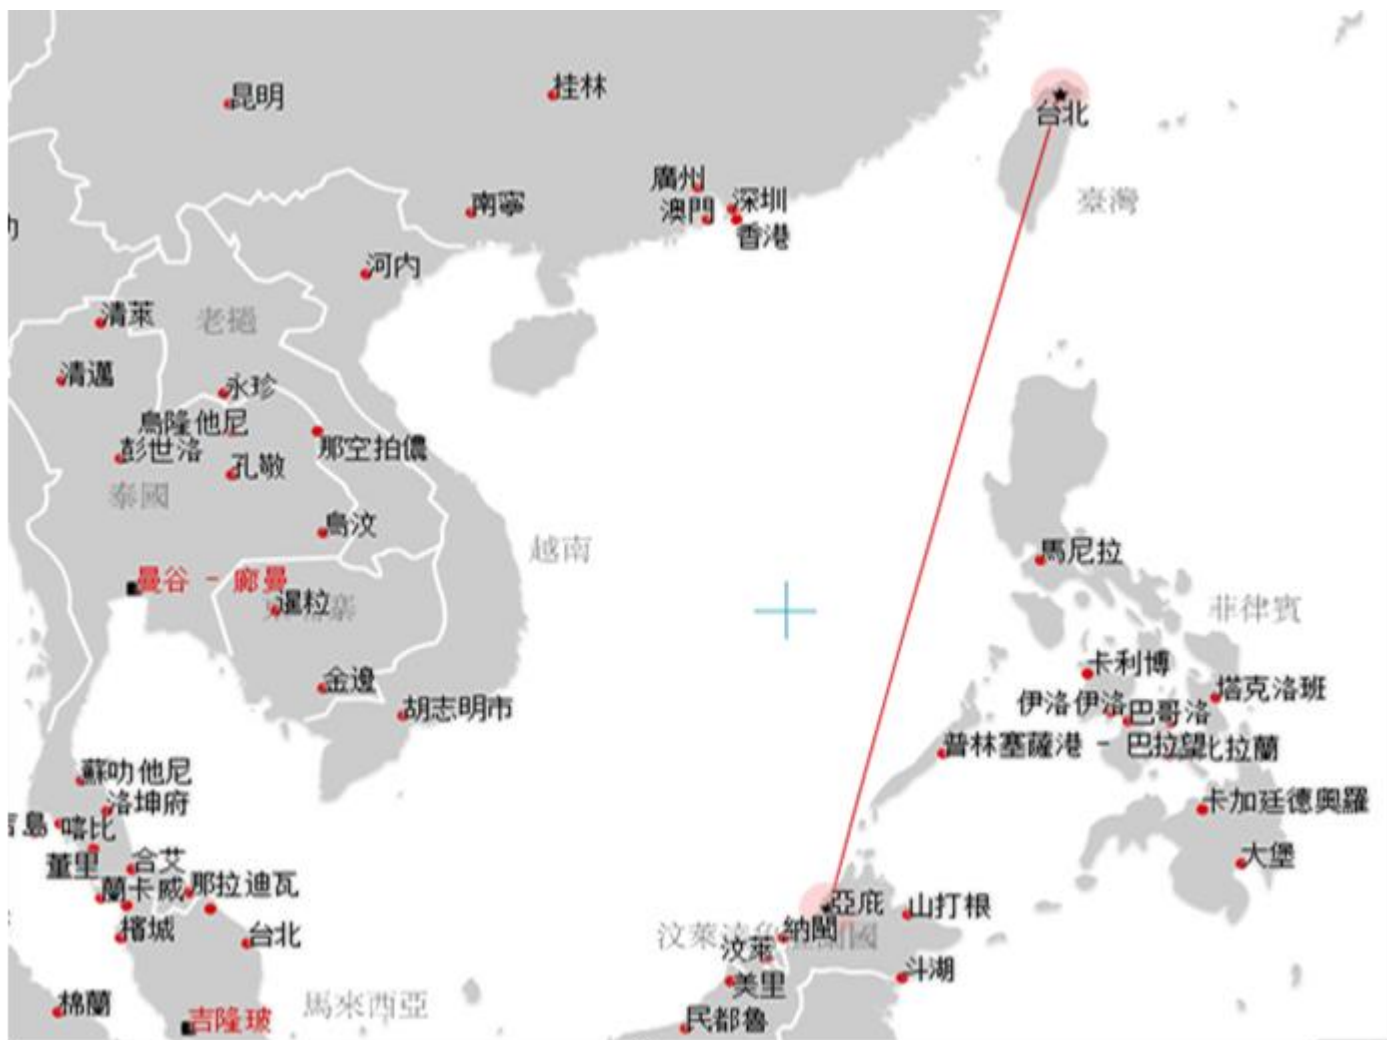 昆明
桂林
台北
廣州
深圳
南寧
澳門
臺灣
香港
河内
清萊
老撾
清邁
永珍
烏隆他尼
彭世洛
那空拍儂
孔敬
泰國
烏汶
越南
馬尼拉
曼谷 - 廊曼
暹粒
菲律賓
卡利博
金邊
塔克洛班
伊洛伊洛
巴哥洛
胡志明市
普林塞薩港 - 巴拉望
比拉蘭
蘇叻他尼
洛坤府
卡加廷德奧羅
喀比
董里
合艾
大堡
蘭卡威
那拉迪瓦
亞庇
山打根
檳城
台北
納閩
汶萊
斗湖
美里
棉蘭
馬來西亞
吉隆玻
民都魯